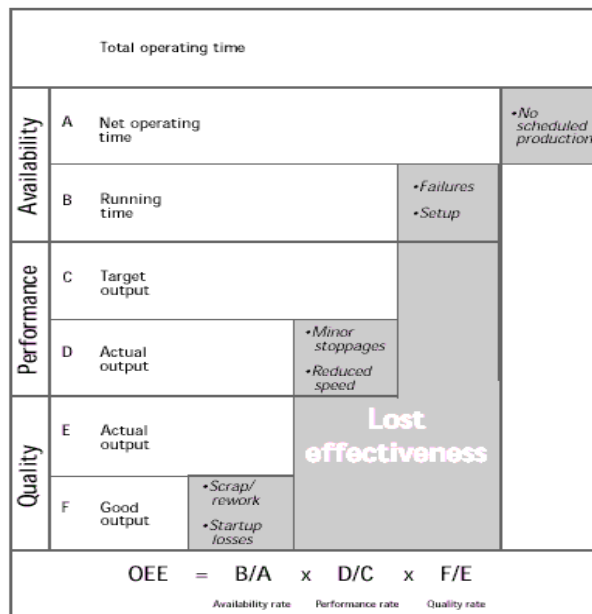 Total operating time
Availability
A Net operating
time
•No
scheduled
production
B Running
time
•Failures
•Setup
Performance
C Target
output
D Actual
output
•Minor
stoppages
•Reduced
speed
Quality
E Actual
output
Lost
effectiveness
F Good
output
•Scrap/
rework
•Startup
losses
OEE = B/A x D/C x F/E
Availability rate Performance rate Quality rate